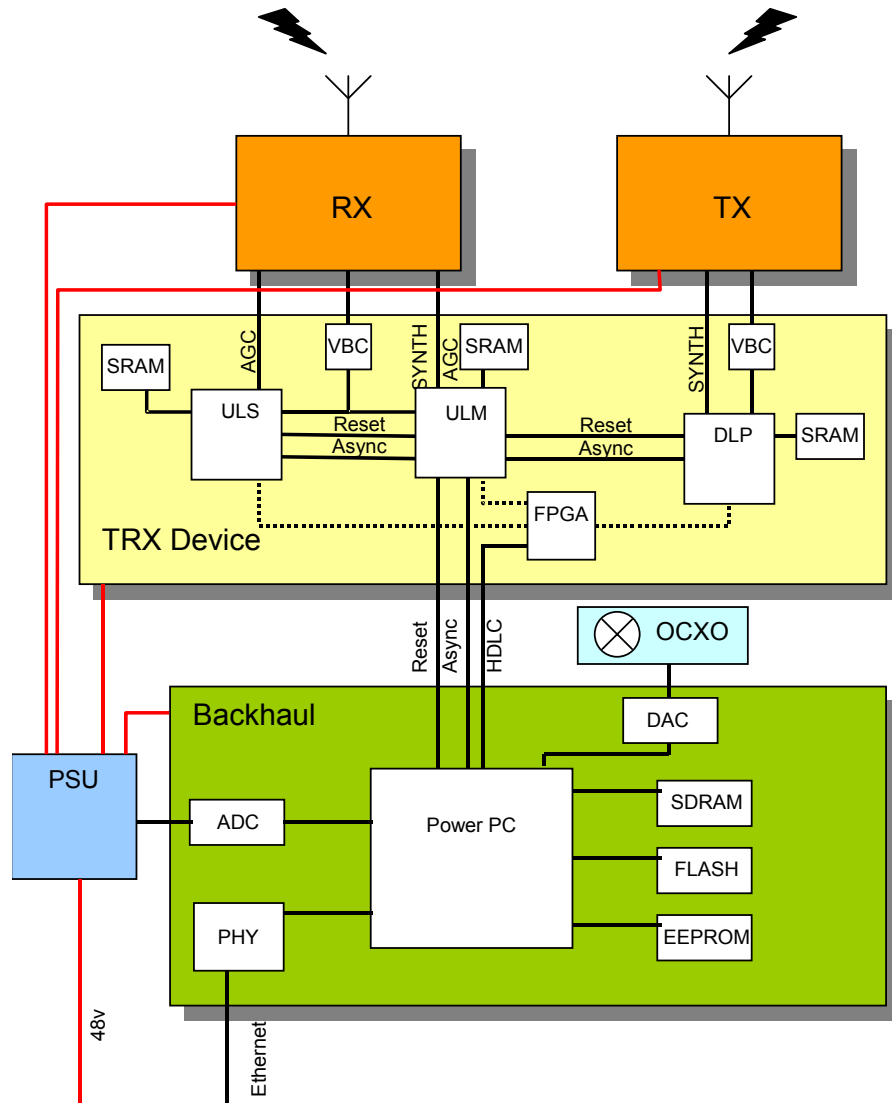 RX
TX
AGC
VBC
SYNTH
AGC
SRAM
SYNTH
VBC
SRAM
ULS
ULM
DLP
SRAM
Reset
Async
Reset
Async
FPGA
TRX Device
Reset
Async
HDLC
OCXO
Backhaul
DAC
PSU
ADC
Power PC
SDRAM
FLASH
PHY
EEPROM
48v
Ethernet